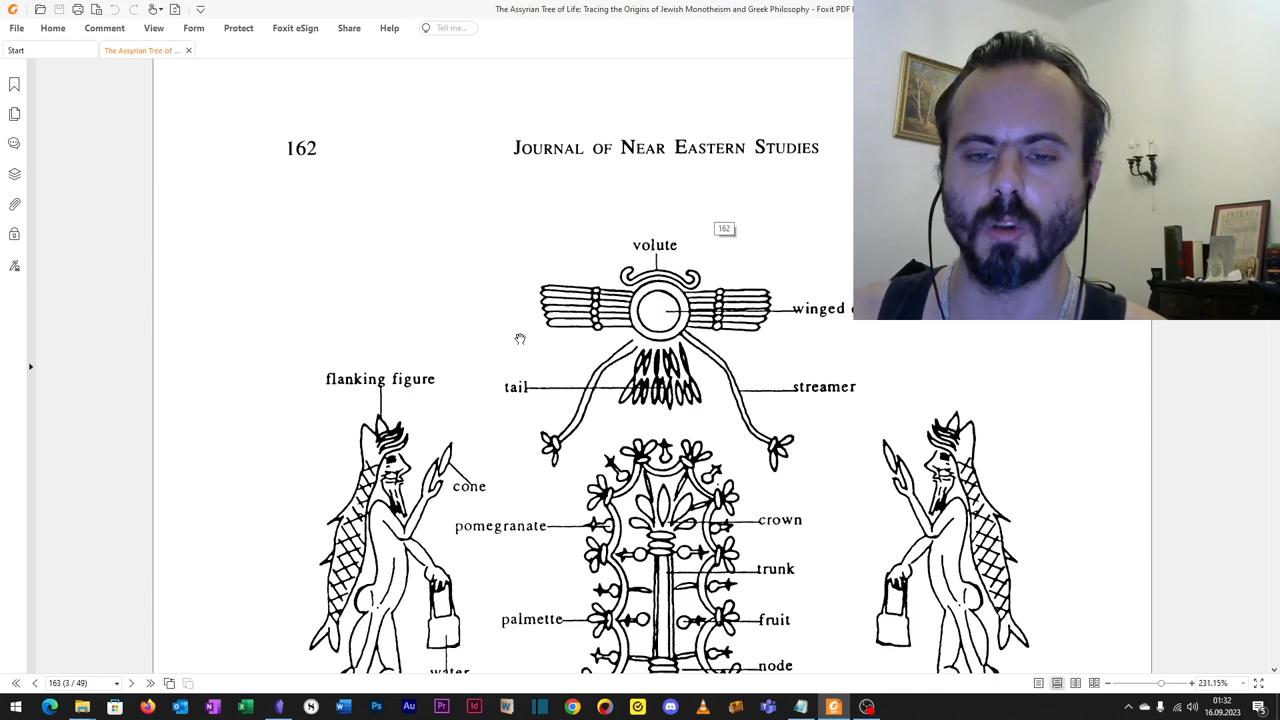 The Assyrian Tree of Life: Tracing the Origins of Jewish Monotheism and Greek Philosophy - Foxit PDF
File Home Comment View Form Protect Foxit eSign Share Help Tell me...
Start The Assyrian Tree of ...
162 JOURNAL OF NEAR EASTERN STUDIES
162
volute
winged
flanking figure
tail streamer
cone
pomegranate crown
trunk
palmette fruit
node
water
163 (3 / 49) 231.15%
01:32
16.09.2023